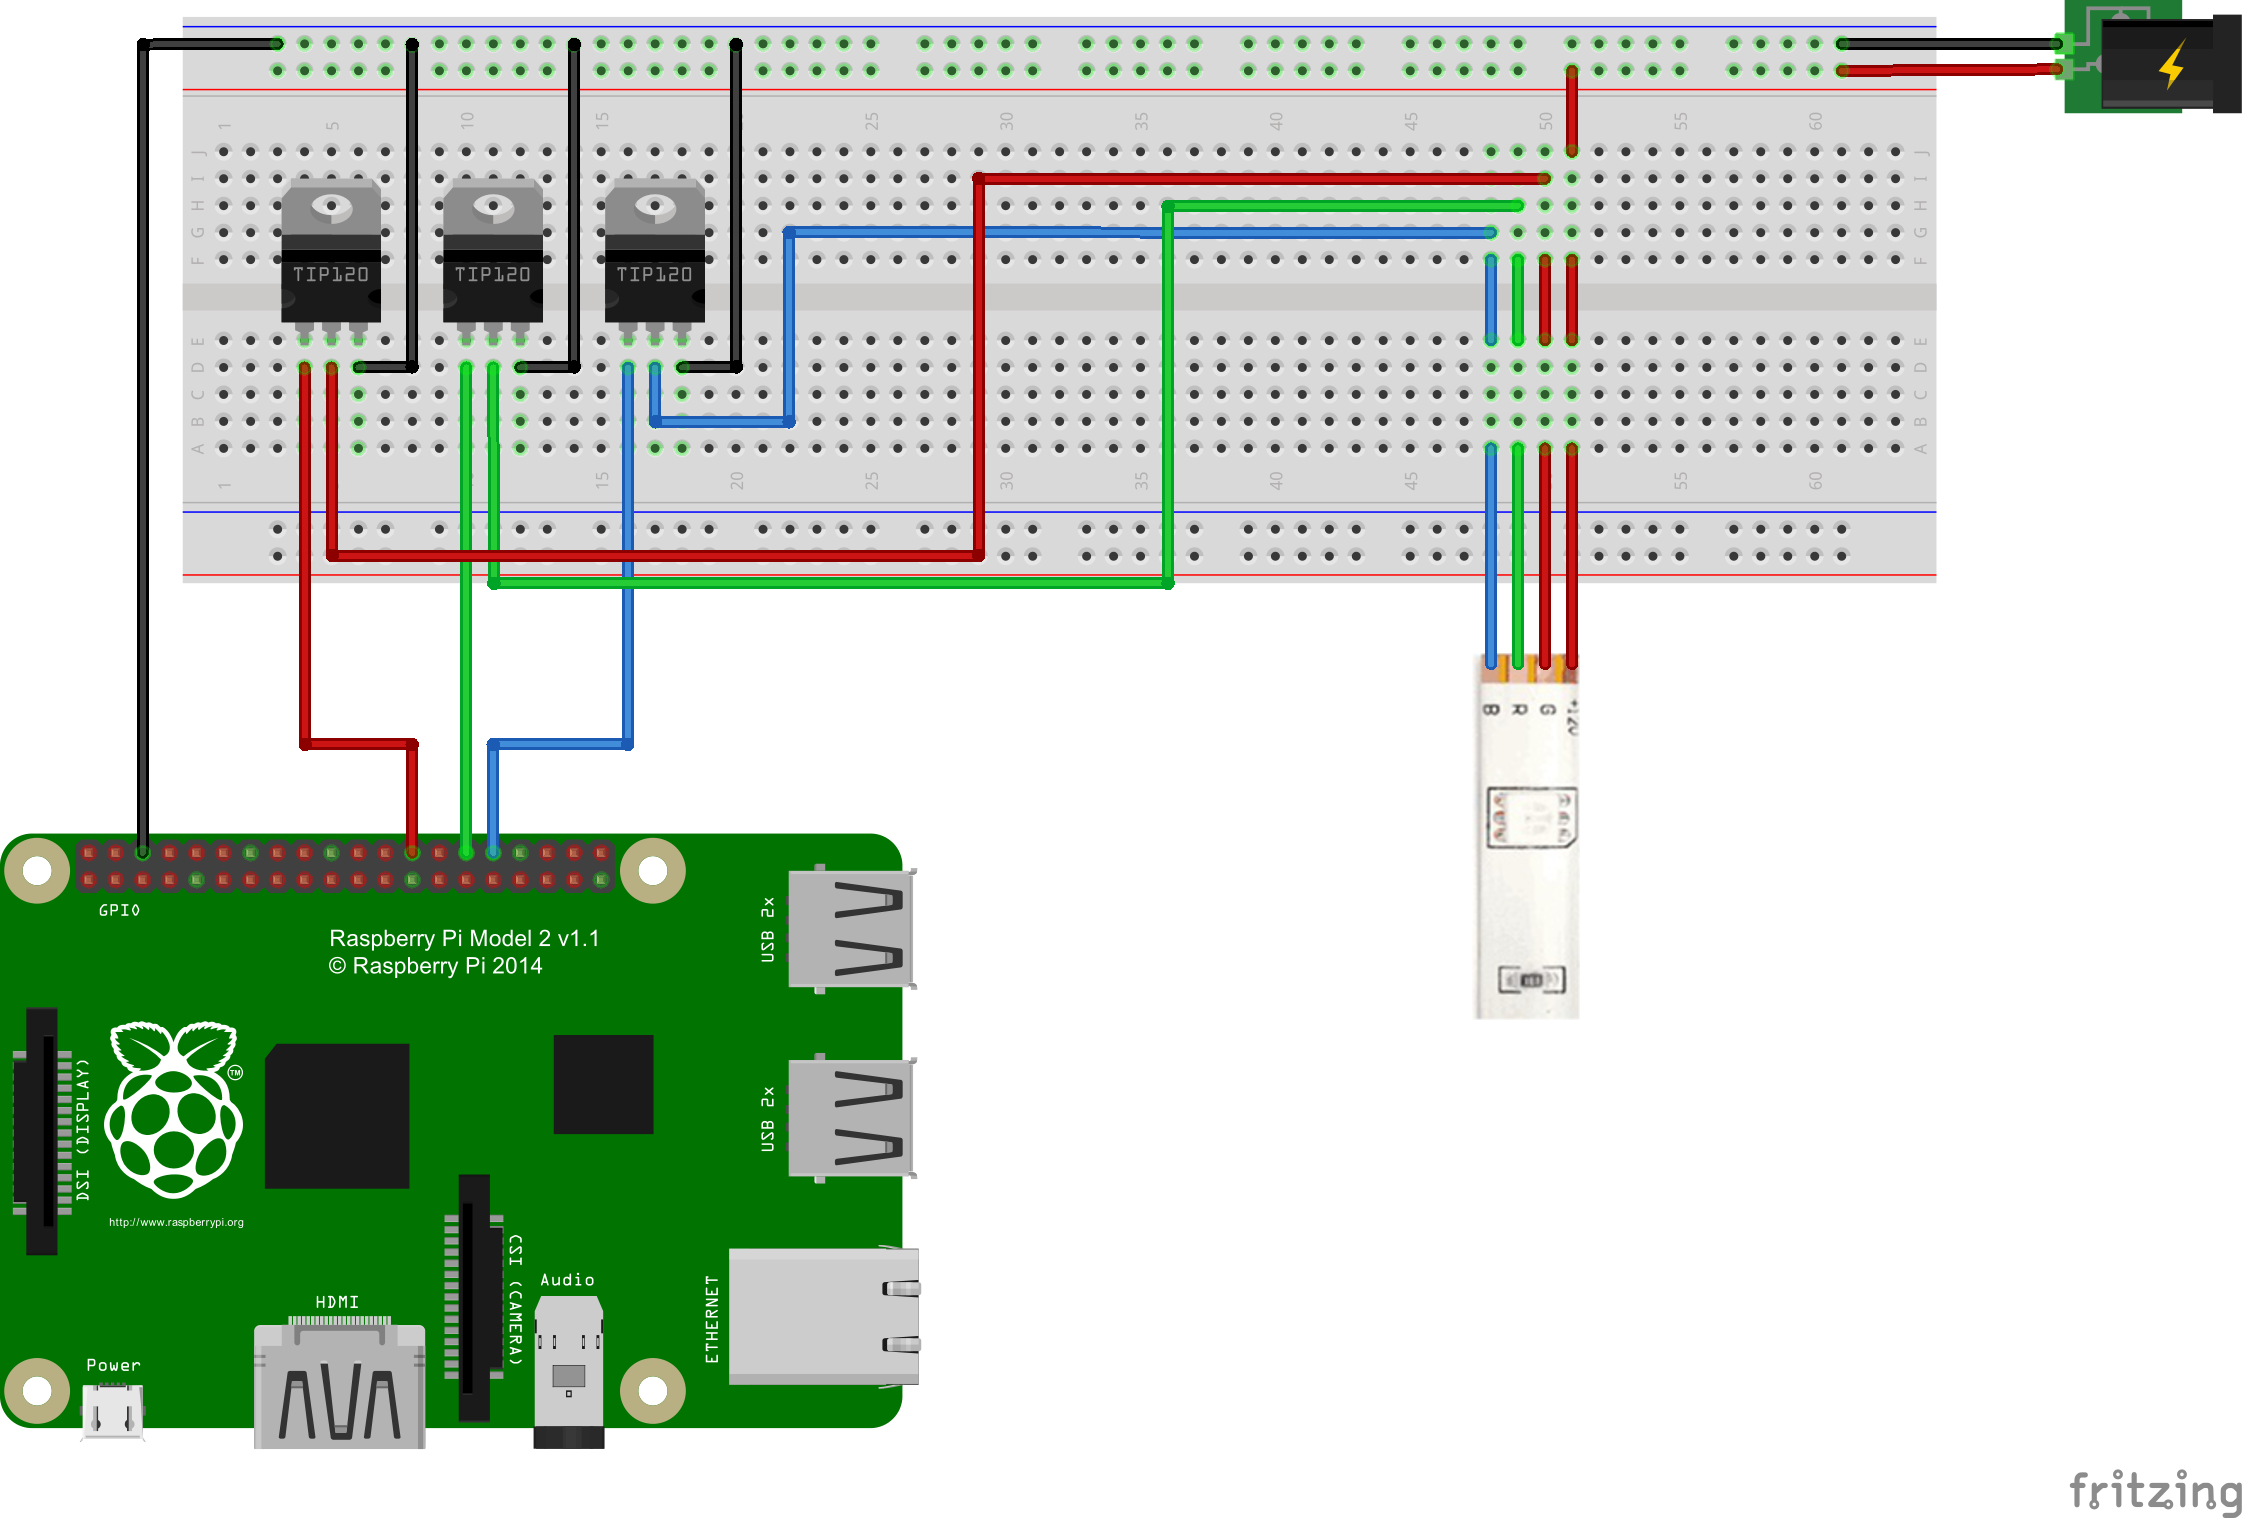 1 5 10 15 25 30 35 40 45 50 55 60
J J
I I
H H
G G
F F
TIP120 TIP120 TIP120
E E
D D
C C
B B
A A
1 15 20 25 30 35 40 45 55 60
B R G +12V
GPIO
Raspberry Pi Model 2 v1.1
© Raspberry Pi 2014
USB 2x
DSI (DISPLAY)
TM
USB 2x
http://www.raspberrypi.org
CSI (CAMERA)
Audio
ETHERNET
HDMI
Power
fritzing